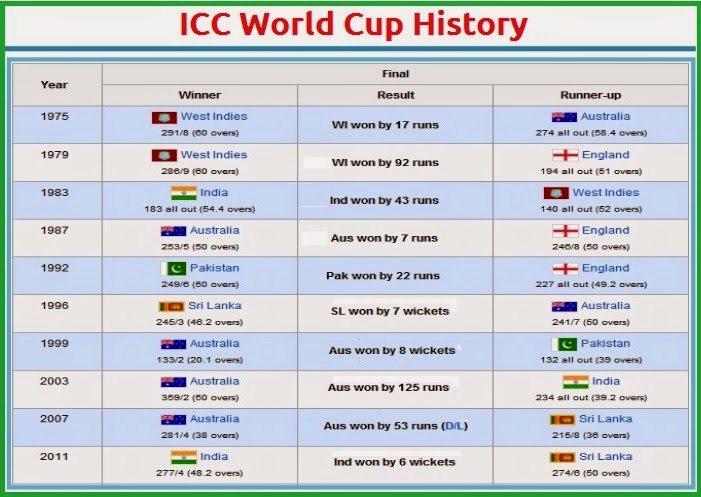 ICC World Cup History
Year
Final
Winner
Result
Runner-up
1975
West Indies
291/8 (60 overs)
WI won by 17 runs
Australia
274 all out (58.4 overs)
1979
West Indies
286/9 (60 overs)
WI won by 92 runs
England
194 all out (51 overs)
1983
India
183 all out (54.4 overs)
Ind won by 43 runs
West Indies
140 all out (52 overs)
1987
Australia
253/5 (50 overs)
Aus won by 7 runs
England
246/8 (50 overs)
1992
Pakistan
249/6 (50 overs)
Pak won by 22 runs
England
227 all out (49.2 overs)
1996
Sri Lanka
245/3 (46.2 overs)
SL won by 7 wickets
Australia
241/7 (50 overs)
1999
Australia
133/2 (20.1 overs)
Aus won by 8 wickets
Pakistan
132 all out (39 overs)
2003
Australia
359/2 (50 overs)
Aus won by 125 runs
India
234 all out (39.2 overs)
2007
Australia
281/4 (38 overs)
Aus won by 53 runs (D/L)
Sri Lanka
215/8 (36 overs)
2011
India
277/4 (48.2 overs)
Ind won by 6 wickets
Sri Lanka
274/6 (50 overs)